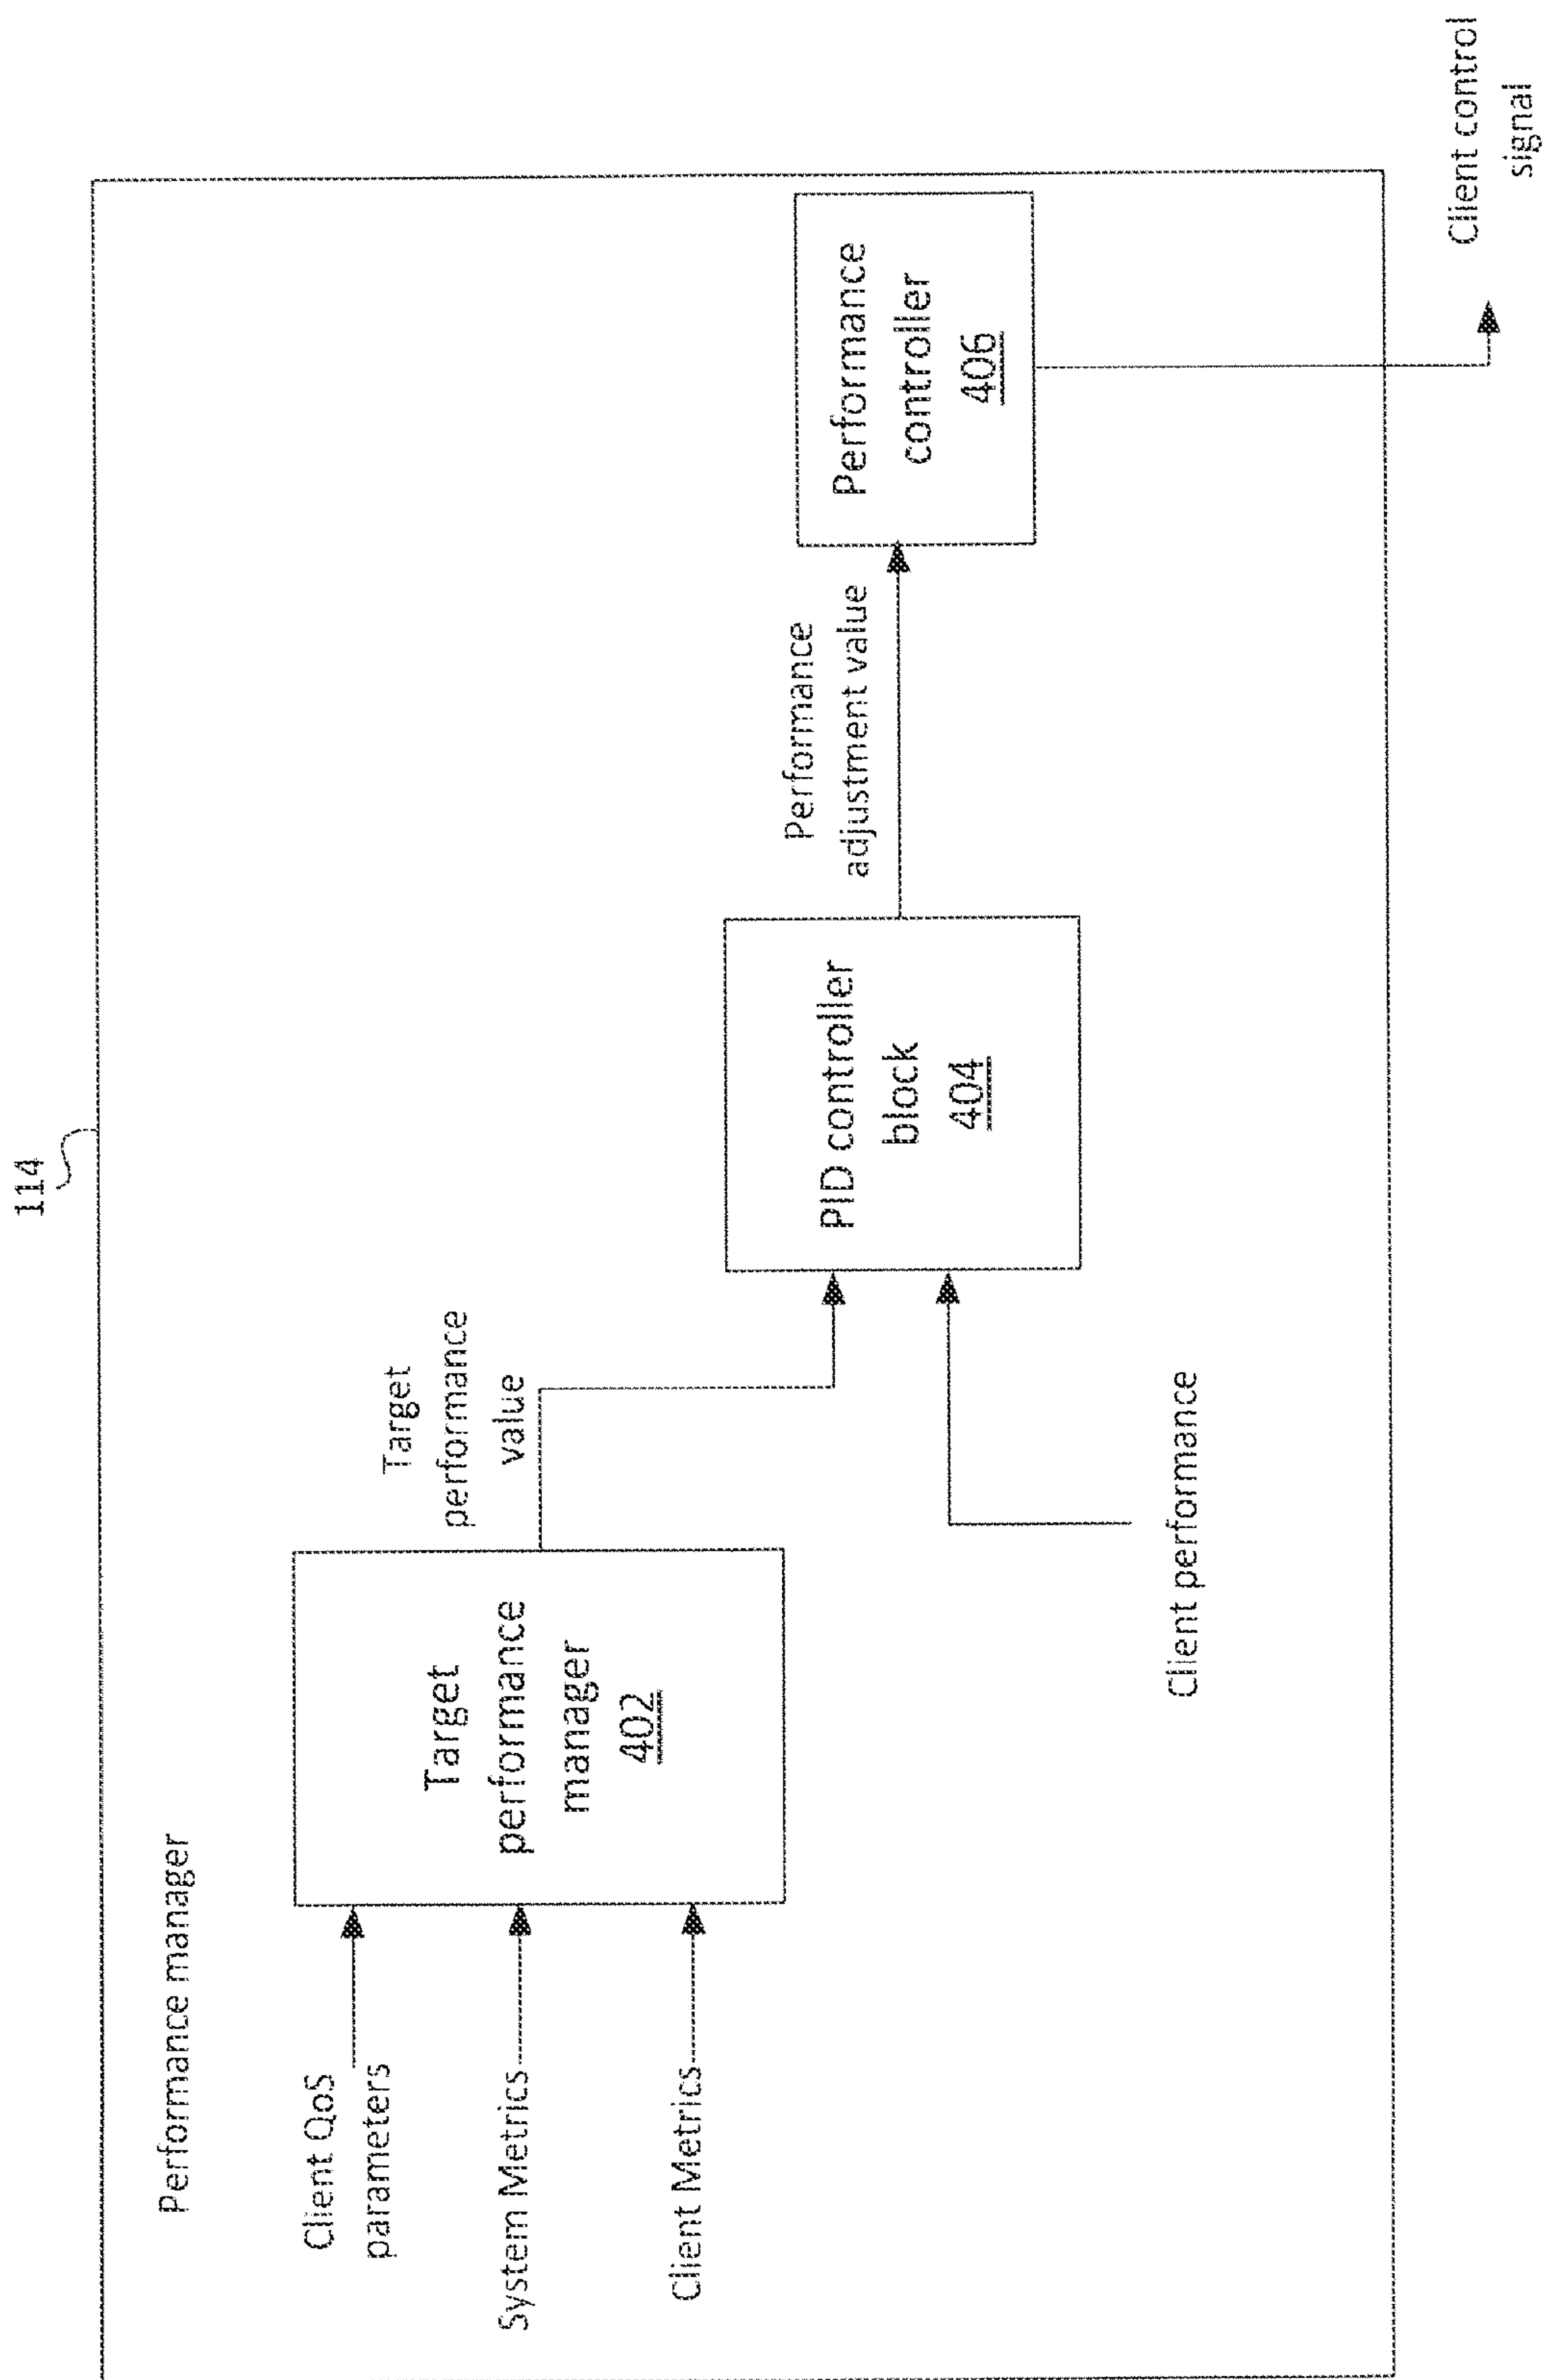 114
Performance manager
Client QoS
parameters
System Metrics
Client Metrics
Target
performance
manager
402
Target
performance
value
Client performance
PID controller
block
404
Performance
adjustment value
Performance
controller
406
Client control
signal